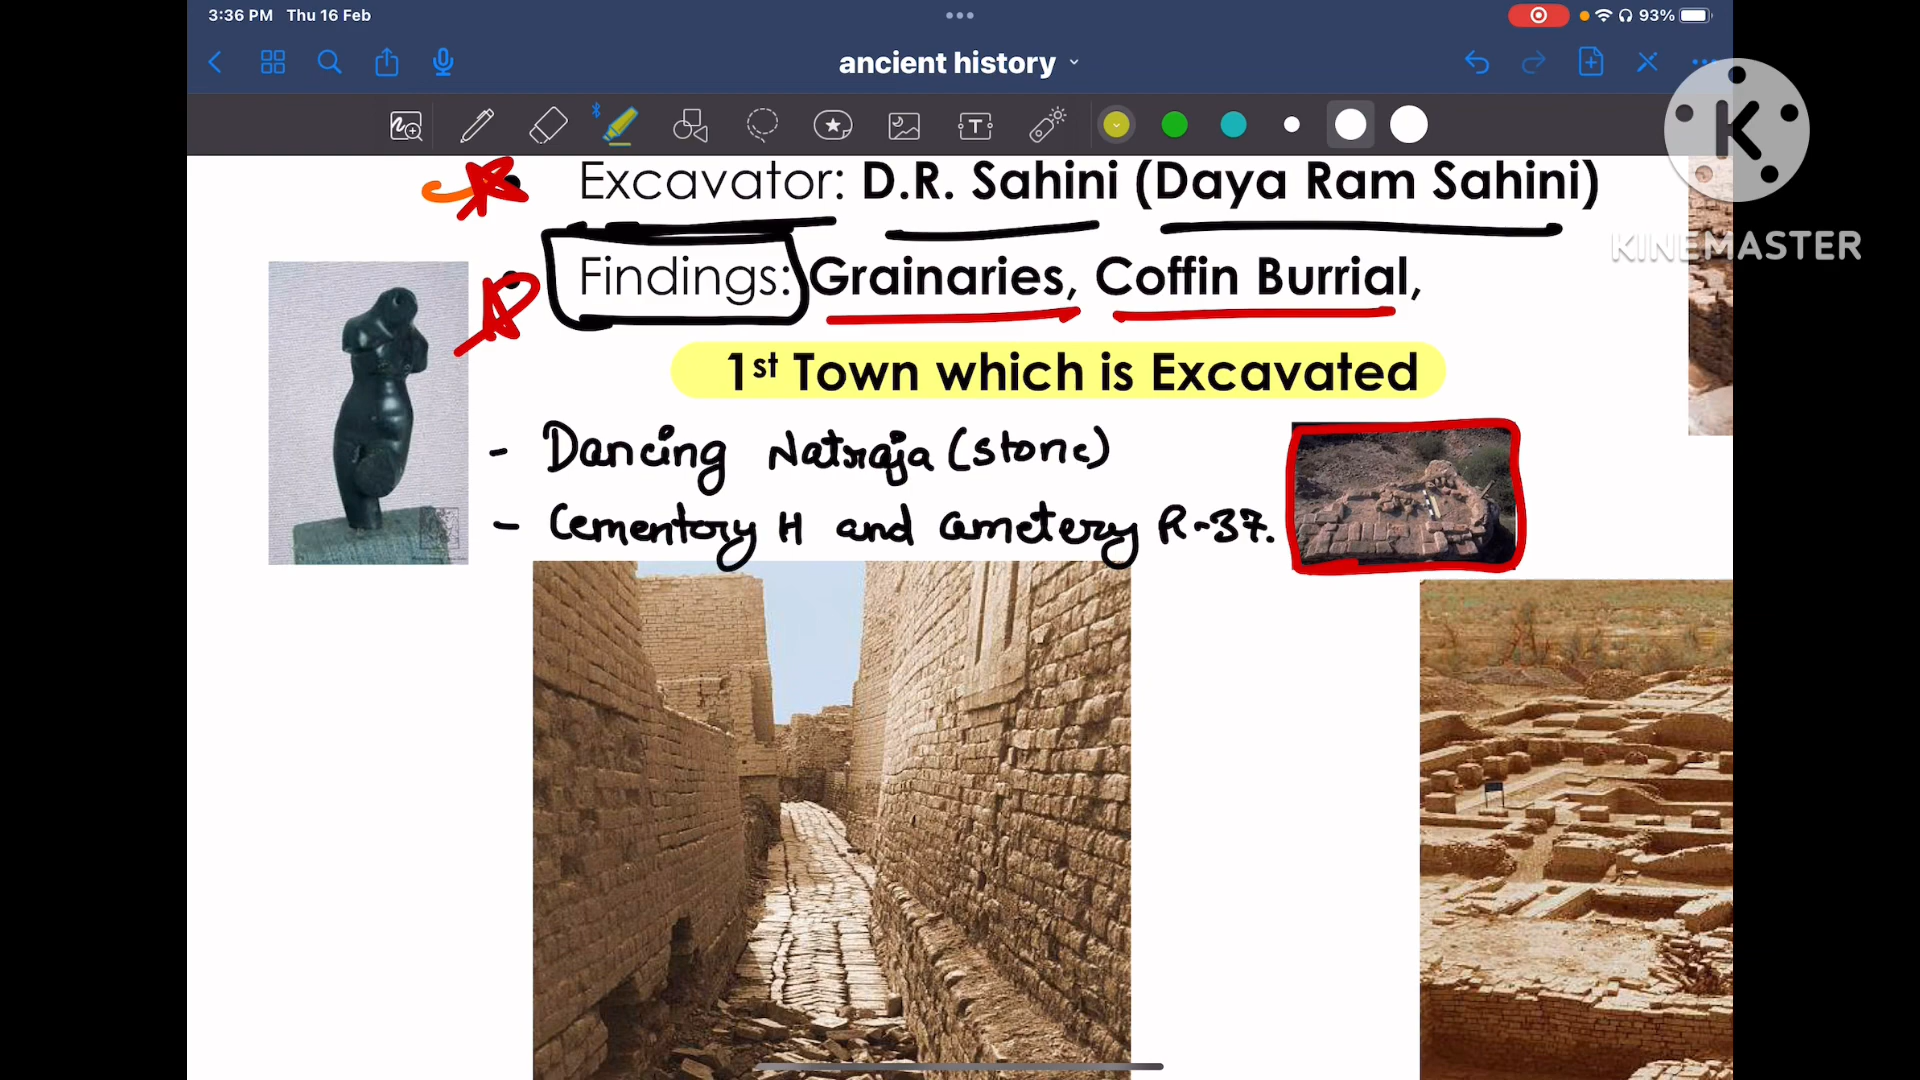 3:36 PM Thu 16 Feb
93%
ancient history
T
K
KINEMASTER
Excavator: D.R. Sahini (Daya Ram Sahini)
Findings: Grainaries, Coffin Burrial,
1st Town which is Excavated
- Dancing Natraja (stone)
- Cementory H and Cemetery R-37.